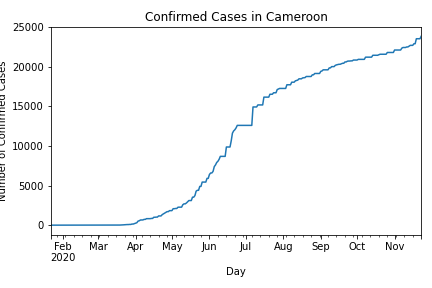 Confirmed Cases in Cameroon
Number of Confirmed Cases
25000
20000
15000
10000
5000
0
Feb Mar Apr May Jun Jul Aug Sep Oct Nov
2020
Day